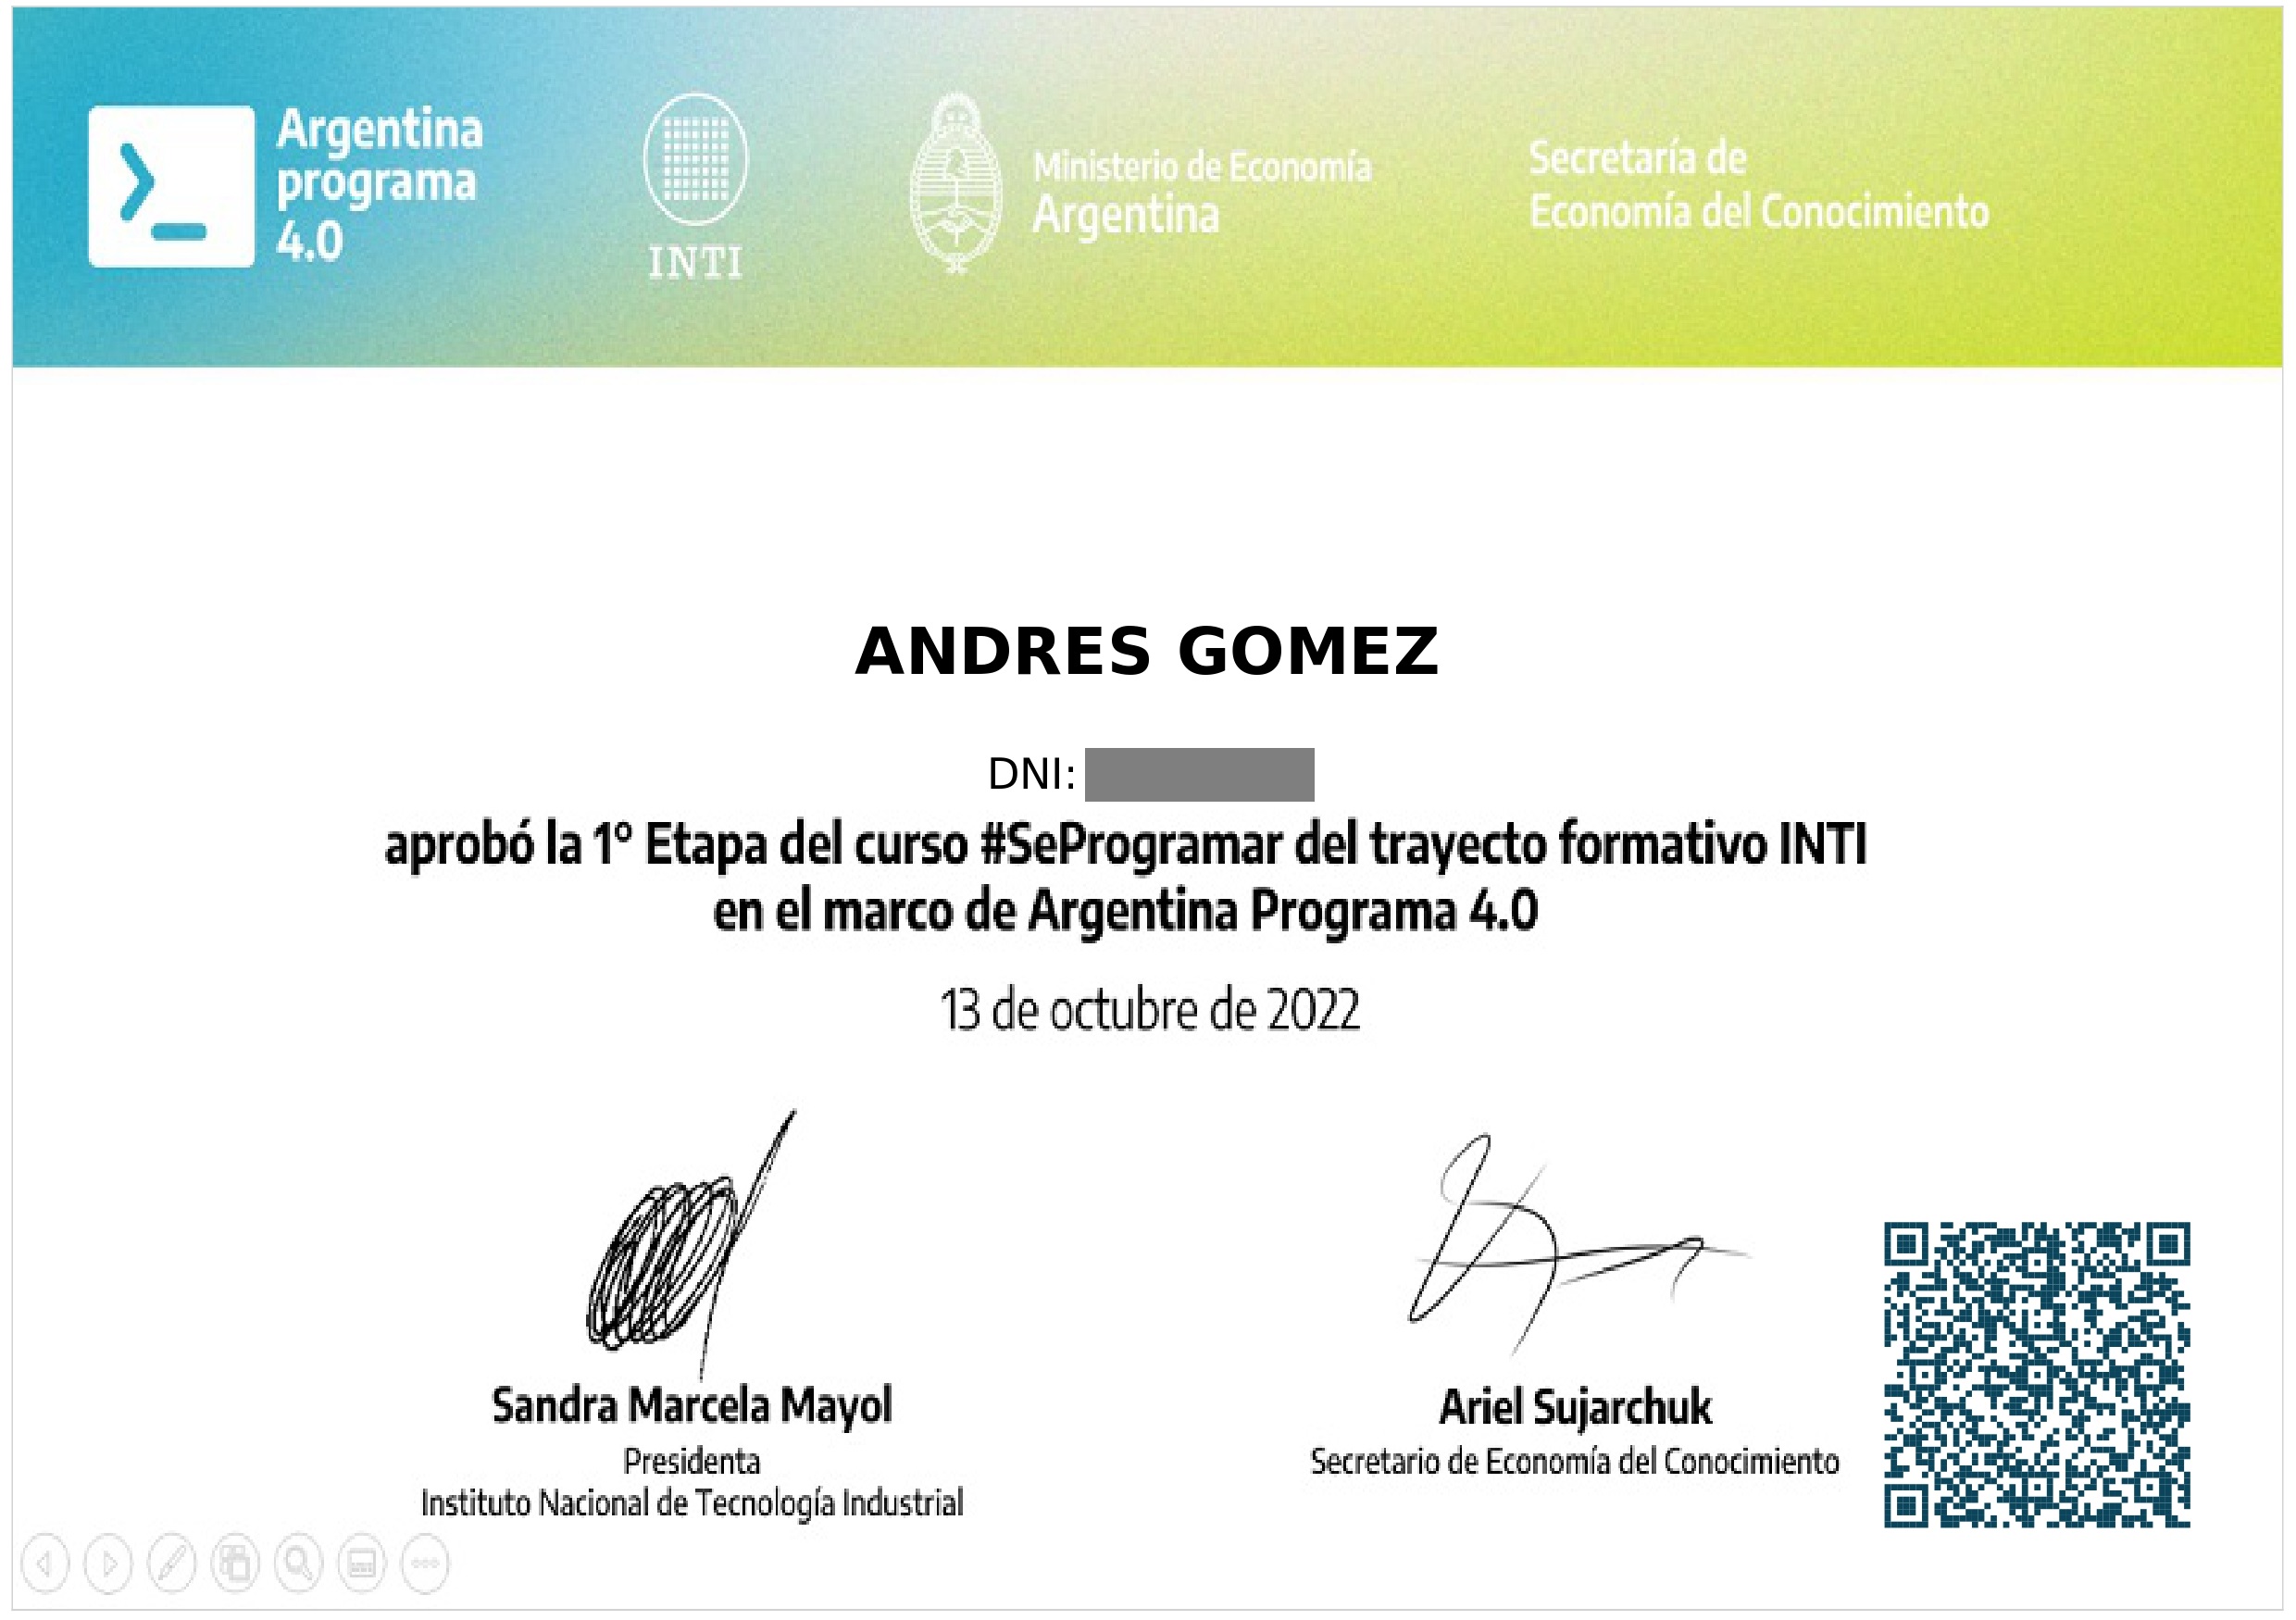 Argentina
programa
4.0
INTI
Ministerio de Economía
Argentina
Secretaría de
Economía del Conocimiento
ANDRES GOMEZ
DNI:
aprobó la 1° Etapa del curso #SeProgramar del trayecto formativo INTI
en el marco de Argentina Programa 4.0
13 de octubre de 2022
Sandra Marcela Mayol
Presidenta
Instituto Nacional de Tecnología Industrial
Ariel Sujarchuk
Secretario de Economía del Conocimiento